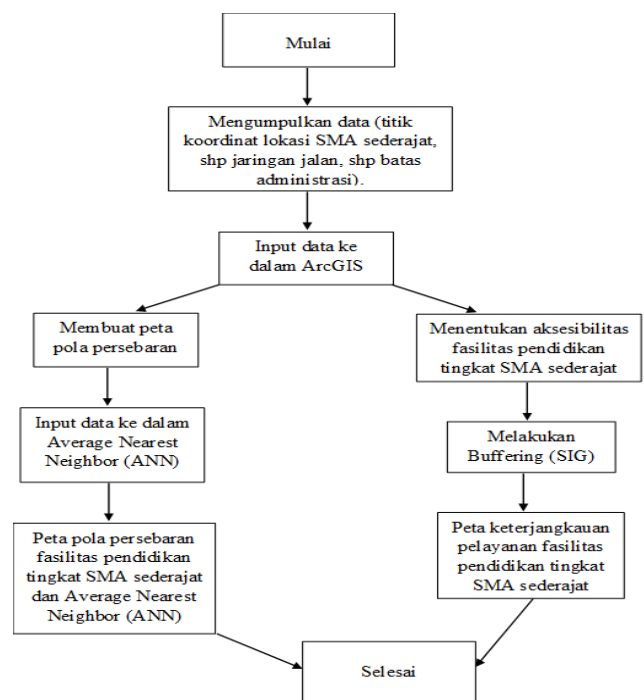 Mulai
Mengumpulkan data (titik
koordinat lokasi SMA sederajat,
shp jaringan jalan, shp batas
administrasi).
Input data ke
dalam ArcGIS
Membuat peta
pola persebaran
Input data ke dalam
Average Nearest
Neighbor (ANN)
Peta pola persebaran
fasilitas pendidikan
tingkat SMA sederajat
dan Average Nearest
Neighbor (ANN)
Menentukan aksesibilitas
fasilitas pendidikan
tingkat SMA sederajat
Melakukan
Buffering (SIG)
Peta keterjangkauan
pelayanan fasilitas
pendidikan tingkat
SMA sederajat
Selesai